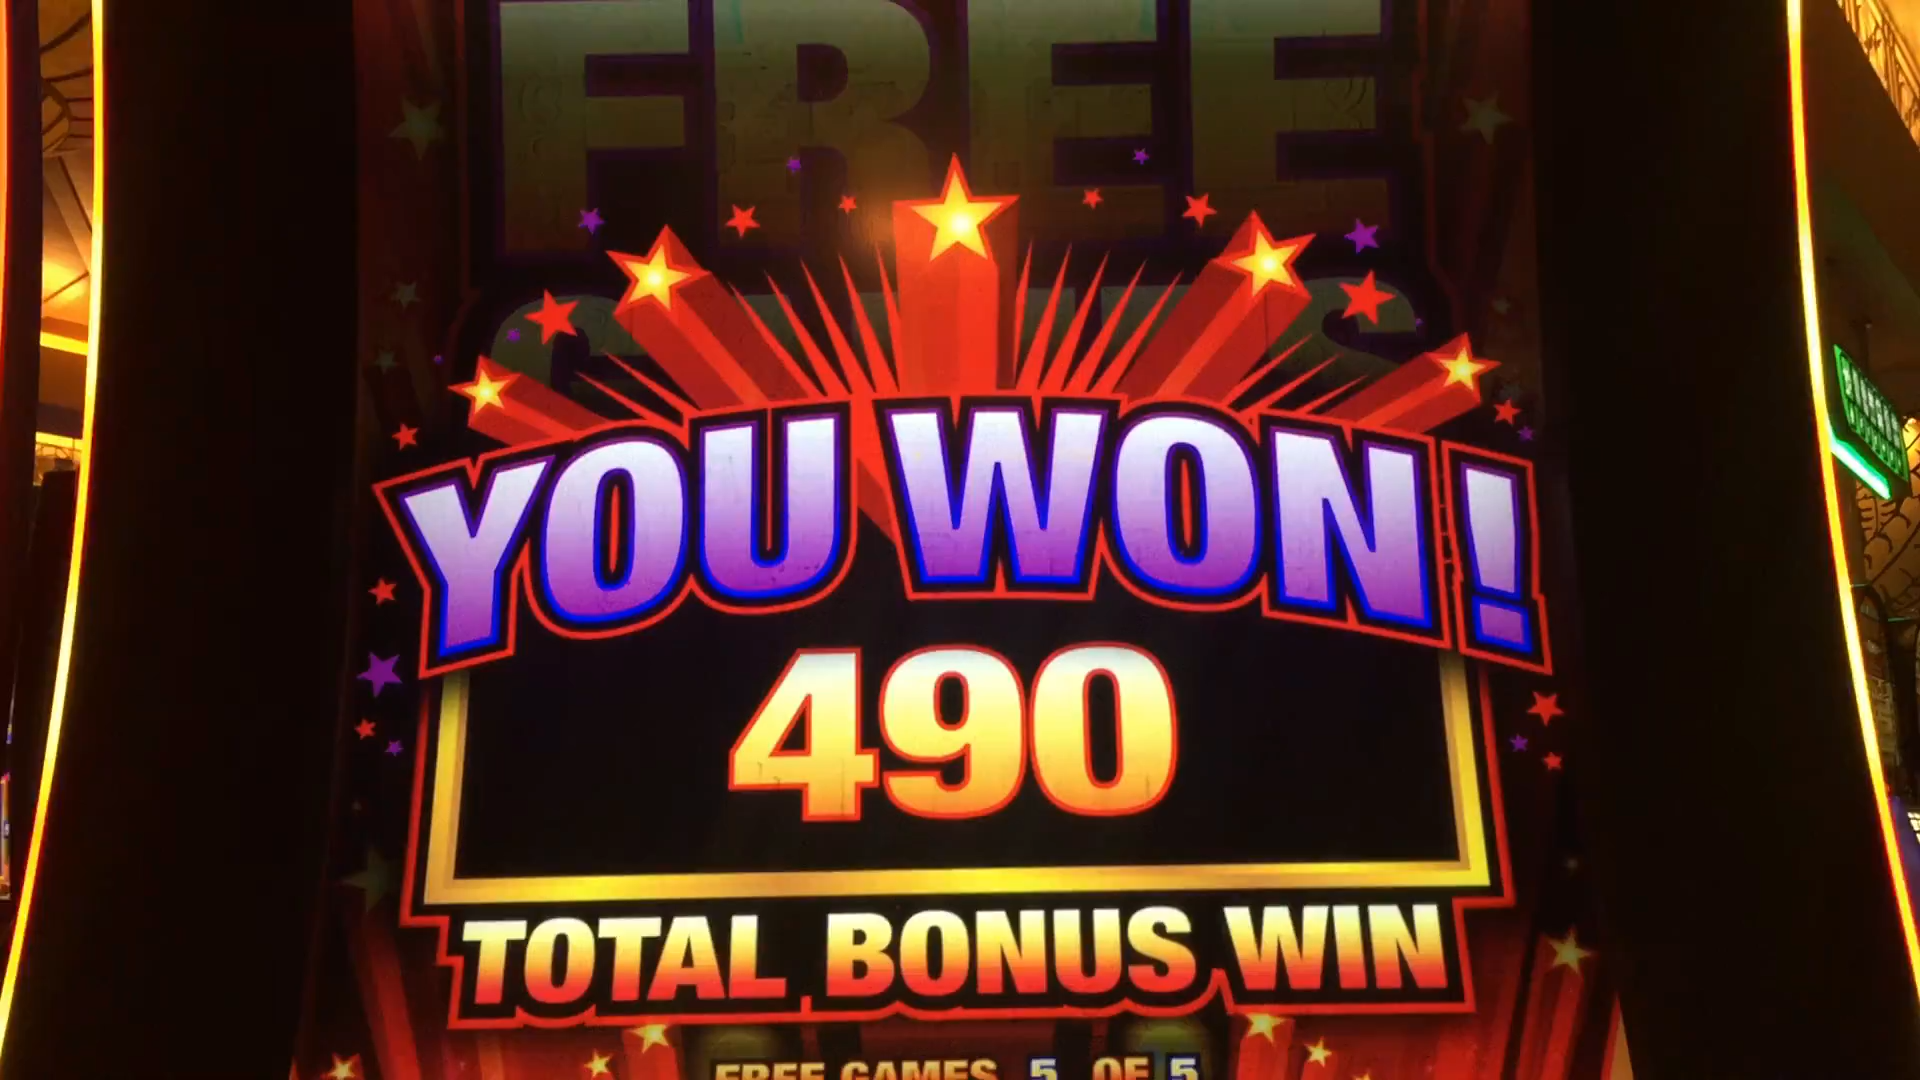 FREE
YOU WON!
490
TOTAL BONUS WIN
FREE GAMES 5 OF 5